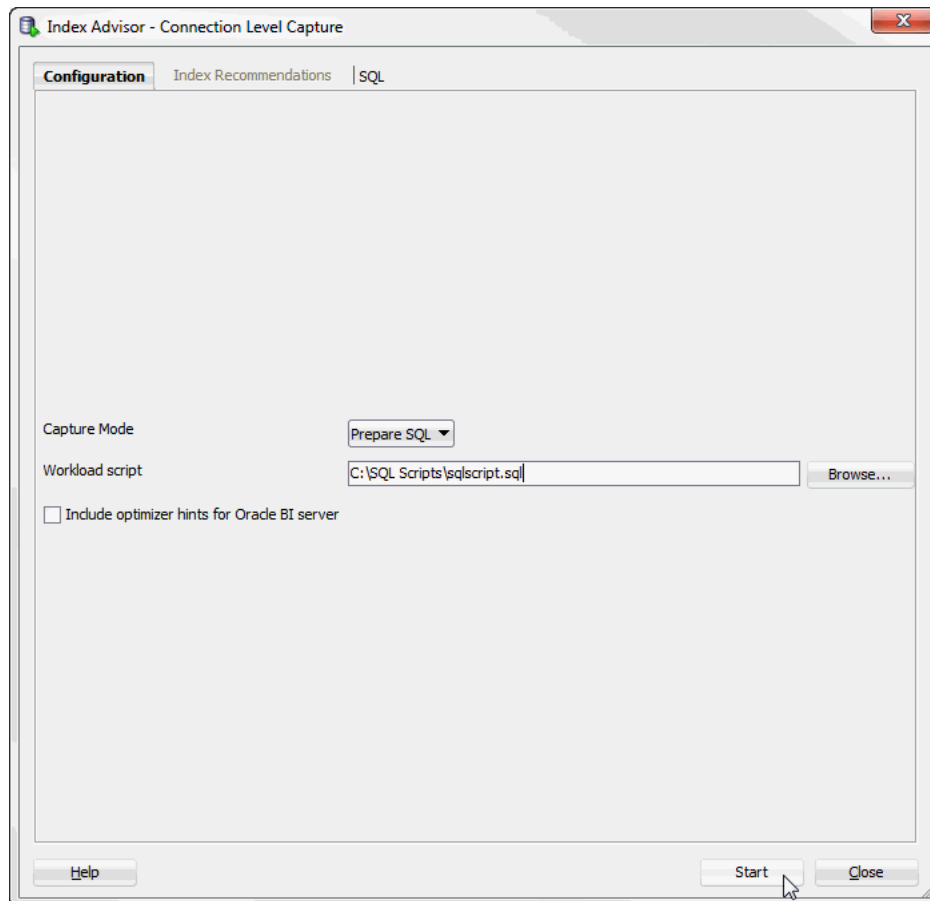 Index Advisor - Connection Level Capture
Configuration Index Recommendations SQL
Capture Mode Prepare SQL
Workload script C:\SQL Scripts\sqlscript.sql Browse...
Include optimizer hints for Oracle BI server
Help Start Close